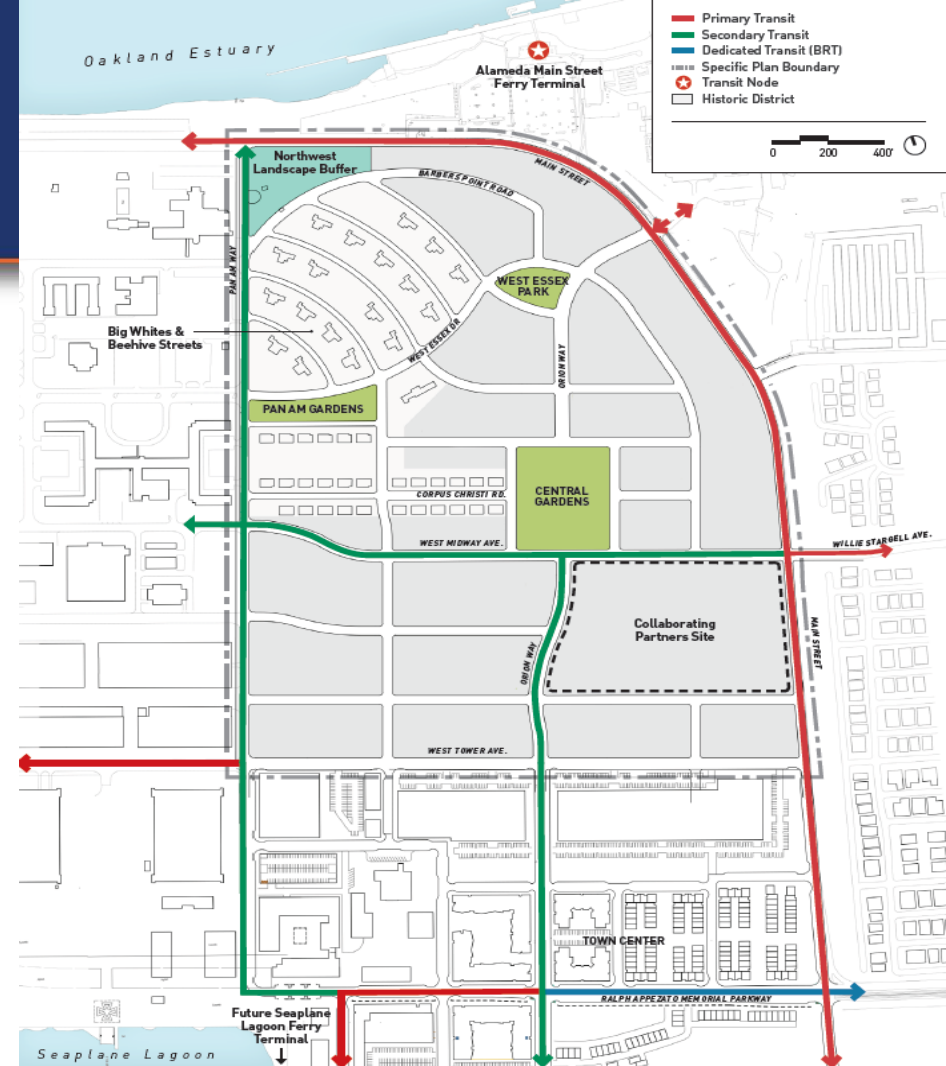 Oakland Estuary
Alameda Main Street
Ferry Terminal
Primary Transit
Secondary Transit
Dedicated Transit (BRT)
Specific Plan Boundary
Transit Node
Historic District
0 200 400'
Northwest
Landscape Buffer
MAIN STREET
BARBERS POINT ROAD
PAN AM WAY
WEST ESSEX
PARK
Big Whites &
Beehive Streets
WEST ESSEX DR
ORION WAY
PAN AM GARDENS
CORPUS CHRISTI RD.
CENTRAL
GARDENS
WEST MIDWAY AVE.
WILLIE STARGELL AVE.
Collaborating
Partners Site
MAIN STREET
ORION WAY
WEST TOWER AVE.
TOWN CENTER
RALPH APPEZATO MEMORIAL PARKWAY
Future Seaplane
Lagoon Ferry
Terminal
Seaplane Lagoon